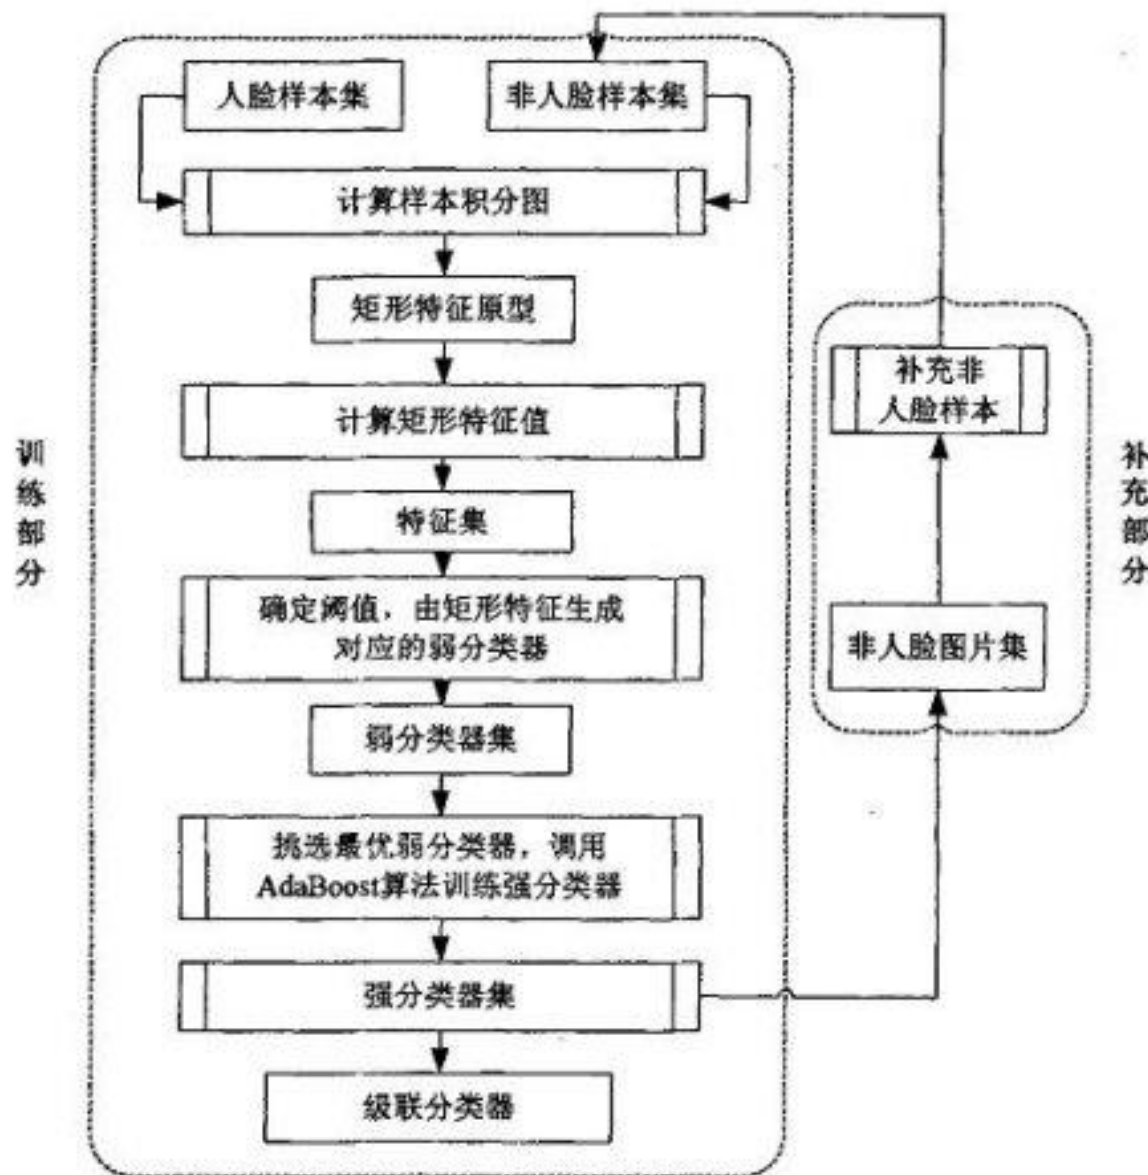 人脸样本集
非人脸样本集
计算样本积分图
矩形特征原型
计算矩形特征值
特征集
确定阈值，由矩形特征生成
对应的弱分类器
弱分类器集
挑选最优弱分类器，调用
AdaBoost算法训练强分类器
强分类器集
级联分类器
训练部分
补充非
人脸样本
非人脸图片集
补充部分